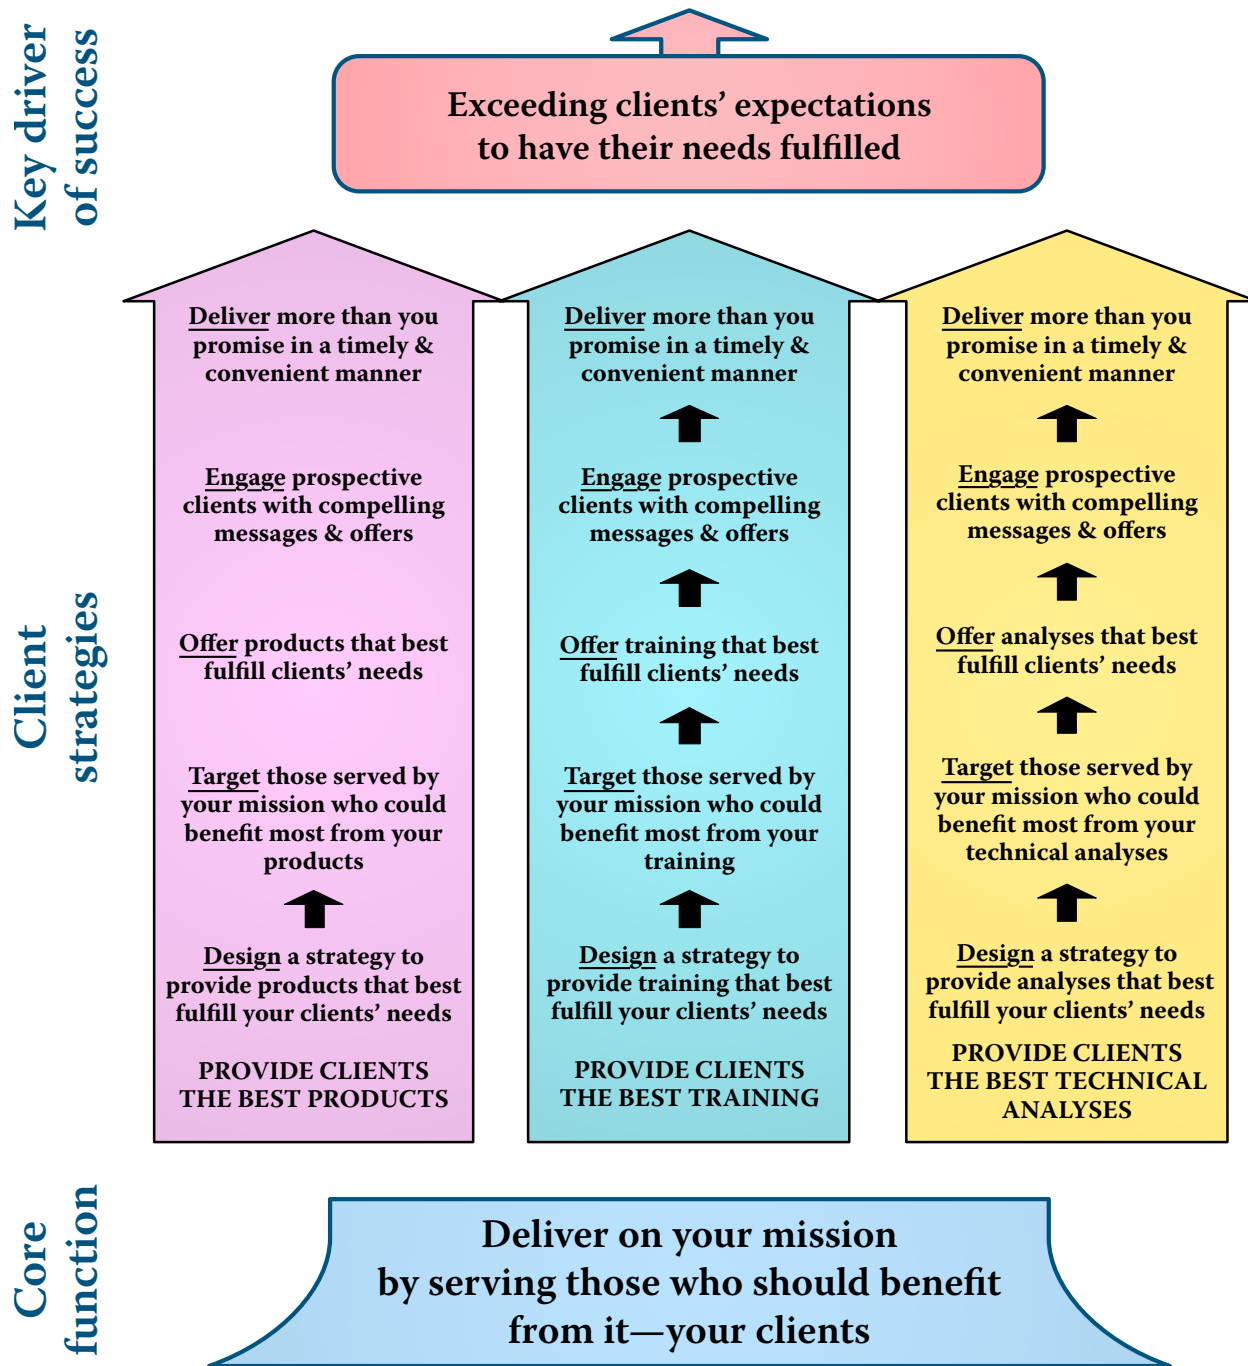 Key driver
of success
Exceeding clients’ expectations
to have their needs fulfilled
Client
strategies
Deliver more than you
promise in a timely &
convenient manner
Engage prospective
clients with compelling
messages & offers
Offer products that best
fulfill clients’ needs
Target those served by
your mission who could
benefit most from your
products
Design a strategy to
provide products that best
fulfill your clients’ needs
PROVIDE CLIENTS
THE BEST PRODUCTS
Deliver more than you
promise in a timely &
convenient manner
Engage prospective
clients with compelling
messages & offers
Offer training that best
fulfill clients’ needs
Target those served by
your mission who could
benefit most from your
training
Design a strategy to
provide training that best
fulfill your clients’ needs
PROVIDE CLIENTS
THE BEST TRAINING
Deliver more than you
promise in a timely &
convenient manner
Engage prospective
clients with compelling
messages & offers
Offer analyses that best
fulfill clients’ needs
Target those served by
your mission who could
benefit most from your
technical analyses
Design a strategy to
provide analyses that best
fulfill your clients’ needs
PROVIDE CLIENTS
THE BEST TECHNICAL
ANALYSES
Core
function
Deliver on your mission
by serving those who should benefit
from it—your clients